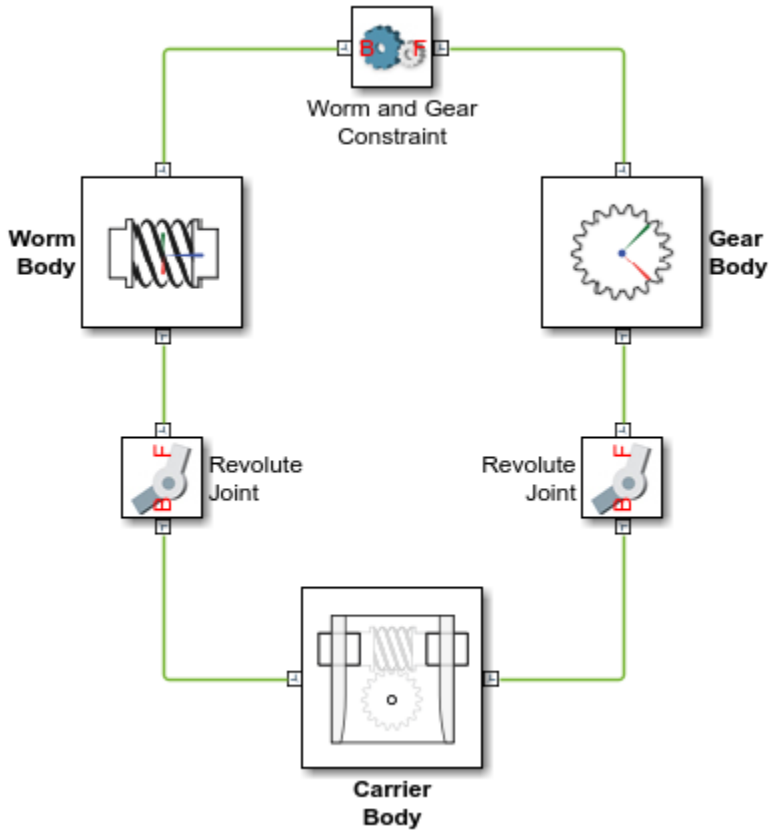 B F
Worm and Gear
Constraint
Worm
Body
Gear
Body
F
B
Revolute
Joint
Revolute
Joint
F
B
Carrier
Body